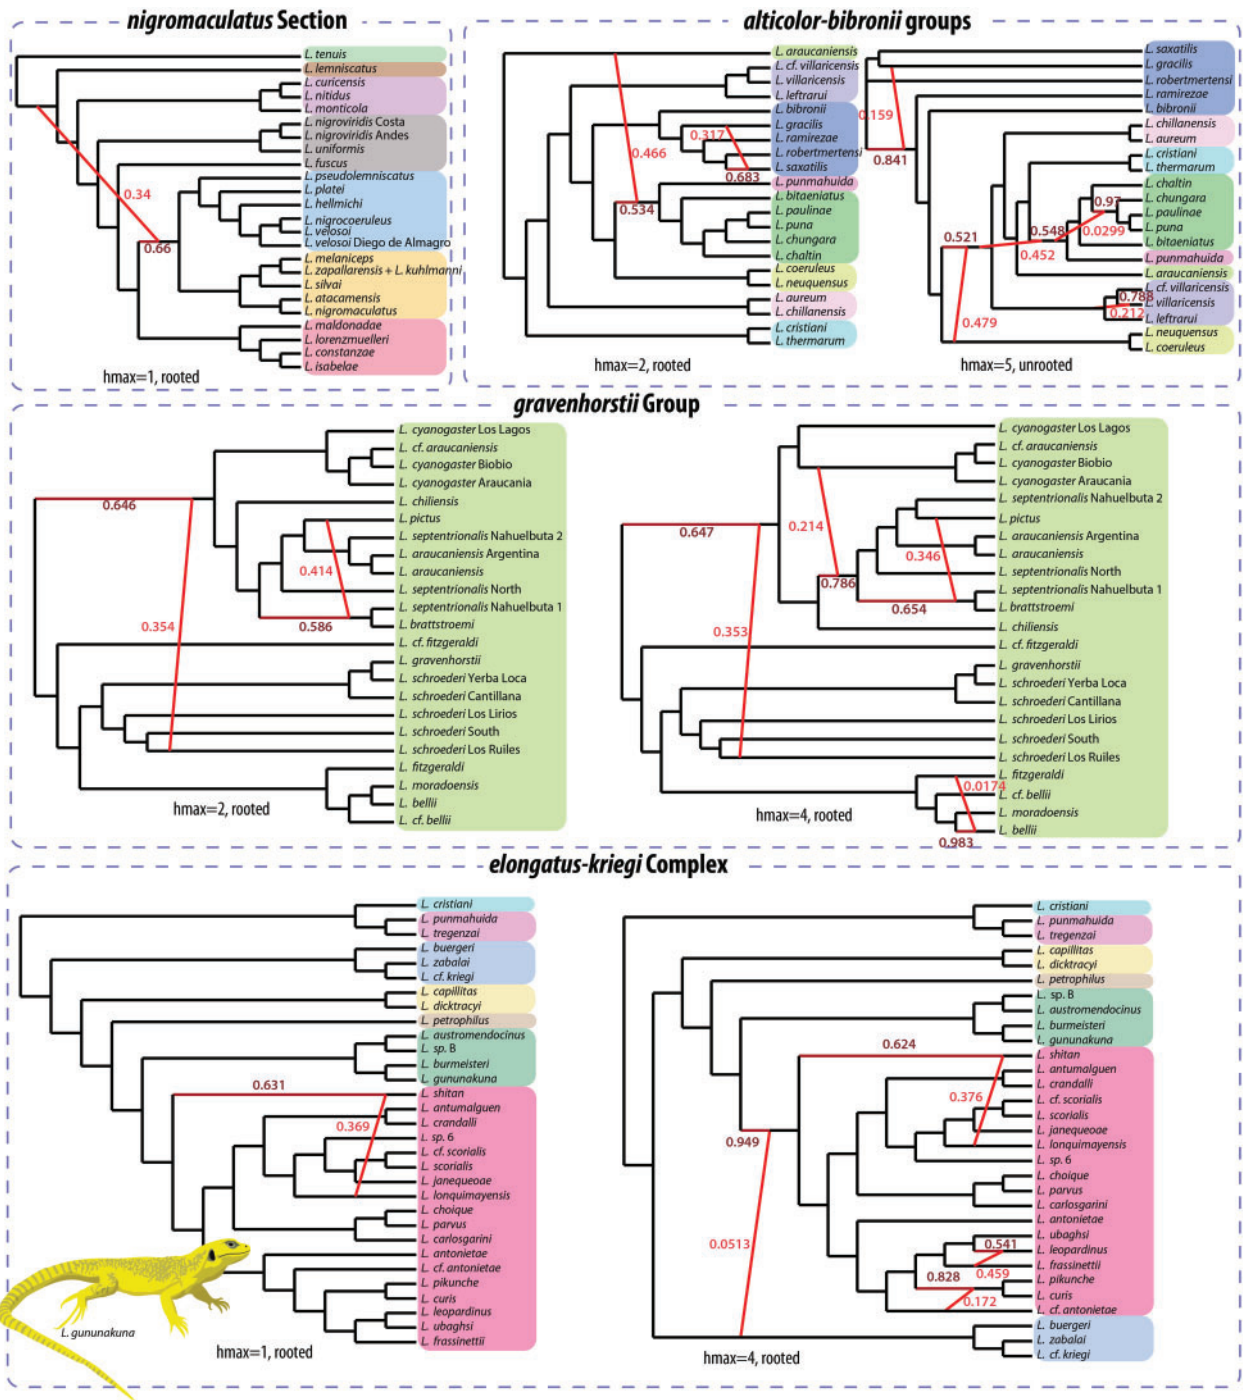 nigromaculatus Section
L. tenuis
L. lemniscatus
L. curicensis
L. nitidus
L. monticola
L. nigroviridis Costa
L. nigroviridis Andes
L. uniformis
L. fuscus
L. pseudolemniscatus
L. platei
L. hellmichi
L. nigrocoeruleus
L. velosoi
L. velosoi Diego de Almagro
L. melaniceps
L. zapallarensis + L. kuhlmanni
L. silvai
L. atacamensis
L. nigromaculatus
L. maldonadae
L. lorenzmuelleri
L. constanzae
L. isabelae
0.34
0.66
hmax=1, rooted
alticolor-bibronii groups
L. araucaniensis
L. cf. villaricensis
L. villaricensis
L. leftrarui
L. bibronii
L. gracilis
L. ramirezae
L. robertmertensi
L. saxatilis
L. punmahuida
L. bitaeniatus
L. paulinae
L. puna
L. chungara
L. chaltin
L. coeruleus
L. neuquensus
L. aureum
L. chillanensis
L. cristiani
L. thermarum
0.317
0.466
0.683
0.534
hmax=2, rooted
L. saxatilis
L. gracilis
L. robertmertensi
L. ramirezae
L. bibronii
L. chillanensis
L. aureum
L. cristiani
L. thermarum
L. chaltin
L. chungara
L. paulinae
L. puna
L. bitaeniatus
L. punmahuida
L. araucaniensis
L. cf. villaricensis
L. villaricensis
L. leftrarui
L. neuquensus
L. coeruleus
0.159
0.841
0.97
0.0299
0.548
0.521
0.452
0.788
0.212
0.479
hmax=5, unrooted
gravenhorstii Group
L. cyanogaster Los Lagos
L. cf. araucaniensis
L. cyanogaster Biobio
L. cyanogaster Araucania
L. chiliensis
L. pictus
L. septentrionalis Nahuelbuta 2
L. araucaniensis Argentina
L. araucaniensis
L. septentrionalis North
L. septentrionalis Nahuelbuta 1
L. brattstroemi
L. cf. fitzgeraldi
L. gravenhorstii
L. schroederi Yerba Loca
L. schroederi Cantillana
L. schroederi Los Lirios
L. schroederi South
L. schroederi Los Ruiles
L. fitzgeraldi
L. moradoensis
L. bellii
L. cf. bellii
0.646
0.414
0.586
0.354
hmax=2, rooted
L. cyanogaster Los Lagos
L. cf. araucaniensis
L. cyanogaster Biobio
L. cyanogaster Araucania
L. septentrionalis Nahuelbuta 2
L. pictus
L. araucaniensis Argentina
L. araucaniensis
L. septentrionalis North
L. septentrionalis Nahuelbuta 1
L. brattstroemi
L. chiliensis
L. cf. fitzgeraldi
L. gravenhorstii
L. schroederi Yerba Loca
L. schroederi Cantillana
L. schroederi Los Lirios
L. schroederi South
L. schroederi Los Ruiles
L. fitzgeraldi
L. cf. bellii
L. moradoensis
L. bellii
0.647
0.214
0.346
0.786
0.654
0.353
0.0174
0.983
hmax=4, rooted
elongatus-kriegi Complex
L. cristiani
L. punmahuida
L. tregenzai
L. buergeri
L. zabalai
L. cf. kriegi
L. capillitas
L. dicktracyi
L. petrophilus
L. austromendocinus
L. sp. B
L. burmeisteri
L. gununakuna
L. shitan
L. antumalguen
L. crandalli
L. sp. 6
L. cf. scorialis
L. scorialis
L. janequeoae
L. lonquimayensis
L. choique
L. parvus
L. carlosgarini
L. antonietae
L. cf. antonietae
L. pikunche
L. curis
L. leopardinus
L. ubaghsi
L. frassinettii
0.631
0.369
L. gununakuna
hmax=1, rooted
L. cristiani
L. punmahuida
L. tregenzai
L. capillitas
L. dicktracyi
L. petrophilus
L. sp. B
L. austromendocinus
L. burmeisteri
L. gununakuna
L. shitan
L. antumalguen
L. crandalli
L. cf. scorialis
L. scorialis
L. janequeoae
L. lonquimayensis
L. sp. 6
L. choique
L. parvus
L. carlosgarini
L. antonietae
L. ubaghsi
L. leopardinus
L. frassinettii
L. pikunche
L. curis
L. cf. antonietae
L. buergeri
L. zabalai
L. cf. kriegi
0.624
0.376
0.949
0.0513
0.541
0.459
0.828
0.172
hmax=4, rooted